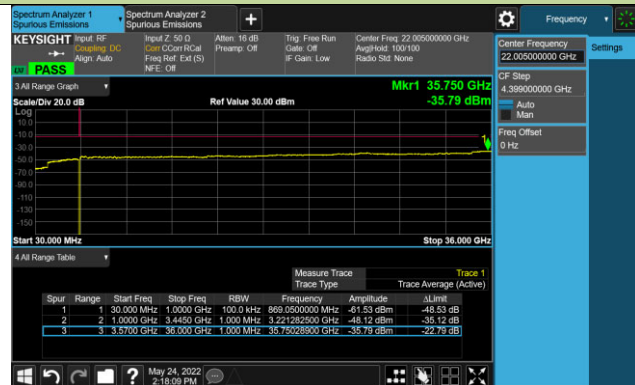 Spectrum Analyzer 1
Spurious Emissions
Spectrum Analyzer 2
Spurious Emissions
+
Frequency
KEYSIGHT Input: RF
Coupling: DC
Align: Auto
Input Z: 50 Ω
Corr CCorr RCal
Freq Ref: Ext (S)
NFE: Off
Atten: 16 dB
Preamp: Off
Trig: Free Run
Gate: Off
IF Gain: Low
Center Freq: 22.005000000 GHz
Avg|Hold: 100/100
Radio Std: None
PASS
Center Frequency
22.005000000 GHz
Settings
CF Step
4.399000000 GHz
Auto
Man
Freq Offset
0 Hz
3 All Range Graph
Mkr1 35.750 GHz
Scale/Div 20.0 dB
Ref Value 30.00 dBm
-35.79 dBm
Log
10.0
-10.0
-30.0
-50.0
-70.0
-90.0
-110
-130
-150
1
Start 30.000 MHz
Stop 36.000 GHz
4 All Range Table
Measure Trace Trace 1
Trace Type Trace Average (Active)
Spur Range Start Freq Stop Freq RBW Frequency Amplitude ΔLimit
1 1 30.000 MHz 1.0000 GHz 100.0 kHz 869.0500000 MHz -61.53 dBm -48.53 dB
2 2 1.0000 GHz 3.4450 GHz 1.000 MHz 3.221282500 GHz -48.12 dBm -35.12 dB
3 3 3.5700 GHz 36.000 GHz 1.000 MHz 35.75028900 GHz -35.79 dBm -22.79 dB
?
May 24, 2022
2:18:09 PM